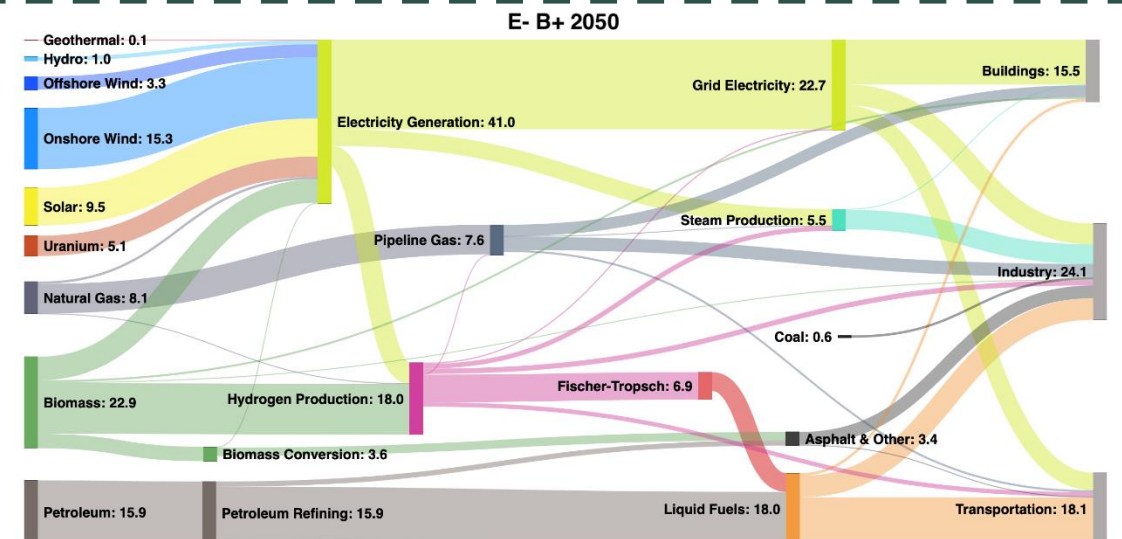 E- B+ 2050
Geothermal: 0.1
Hydro: 1.0
Offshore Wind: 3.3
Onshore Wind: 15.3
Solar: 9.5
Uranium: 5.1
Natural Gas: 8.1
Biomass: 22.9
Petroleum: 15.9
Biomass Conversion: 3.6
Petroleum Refining: 15.9
Electricity Generation: 41.0
Hydrogen Production: 18.0
Pipeline Gas: 7.6
Fischer-Tropsch: 6.9
Liquid Fuels: 18.0
Asphalt & Other: 3.4
Grid Electricity: 22.7
Steam Production: 5.5
Coal: 0.6
Buildings: 15.5
Industry: 24.1
Transportation: 18.1